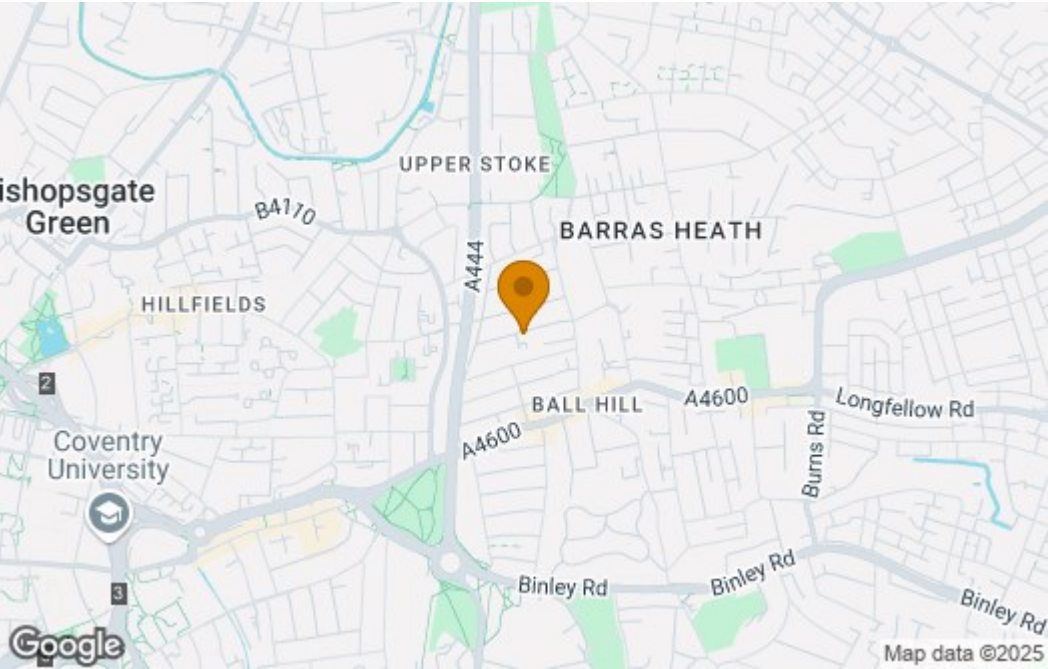 UPPER STOKE
ishopsgate
Green
B4110
BARRAS HEATH
A444
HILLFIELDS
2
A4600
BALL HILL
A4600
Longfellow Rd
Burns Rd
Coventry
University
3
Binley Rd
Binley Rd
Binley Rd
Google
Map data ©2025